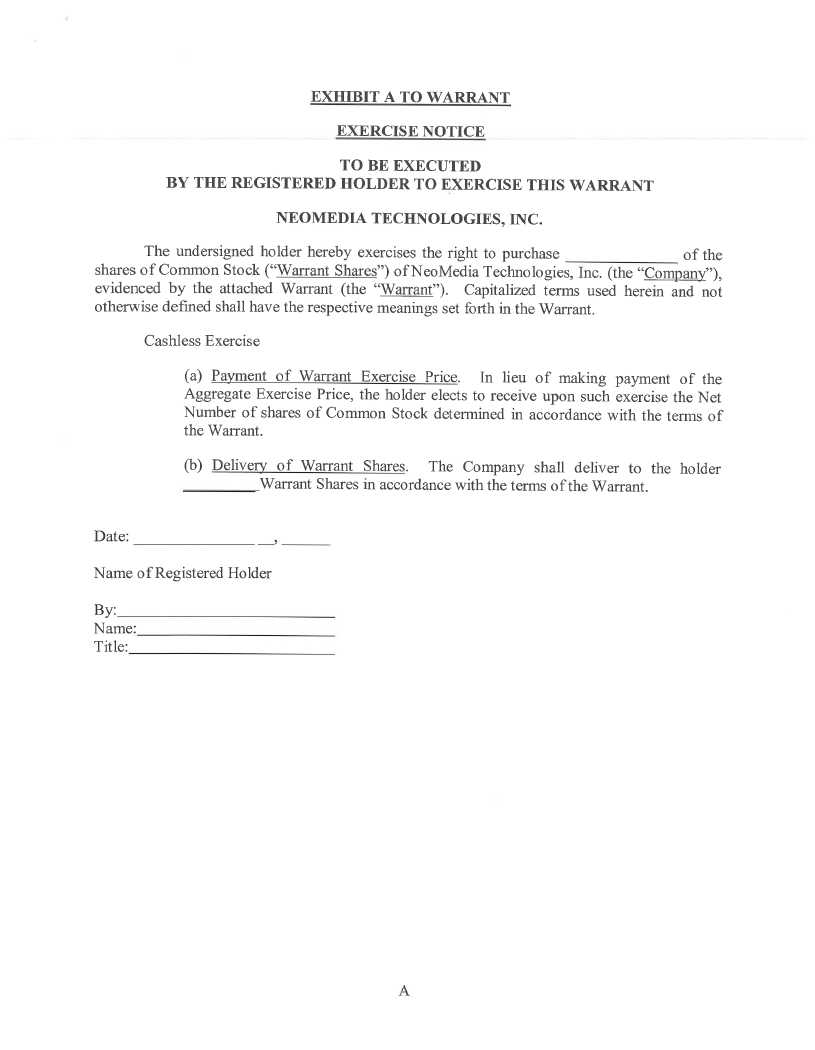 EXHIBIT A TO WARRANT
EXERCISE NOTICE
TO BE EXECUTED
BY THE REGISTERED HOLDER TO EXERCISE THIS WARRANT
NEOMEDIA TECHNOLOGIES, INC.
The undersigned holder hereby exercises the right to purchase ______________ of the
shares of Common Stock (“Warrant Shares”) of NeoMedia Technologies, Inc. (the “Company”),
evidenced by the attached Warrant (the “Warrant”). Capitalized terms used herein and not
otherwise defined shall have the respective meanings set forth in the Warrant.
Cashless Exercise
(a) Payment of Warrant Exercise Price. In lieu of making payment of the
Aggregate Exercise Price, the holder elects to receive upon such exercise the Net
Number of shares of Common Stock determined in accordance with the terms of
the Warrant.
(b) Delivery of Warrant Shares. The Company shall deliver to the holder
__________Warrant Shares in accordance with the terms of the Warrant.
Date: ________________ __, ______
Name of Registered Holder
By:____________________________
Name:__________________________
Title:___________________________
A